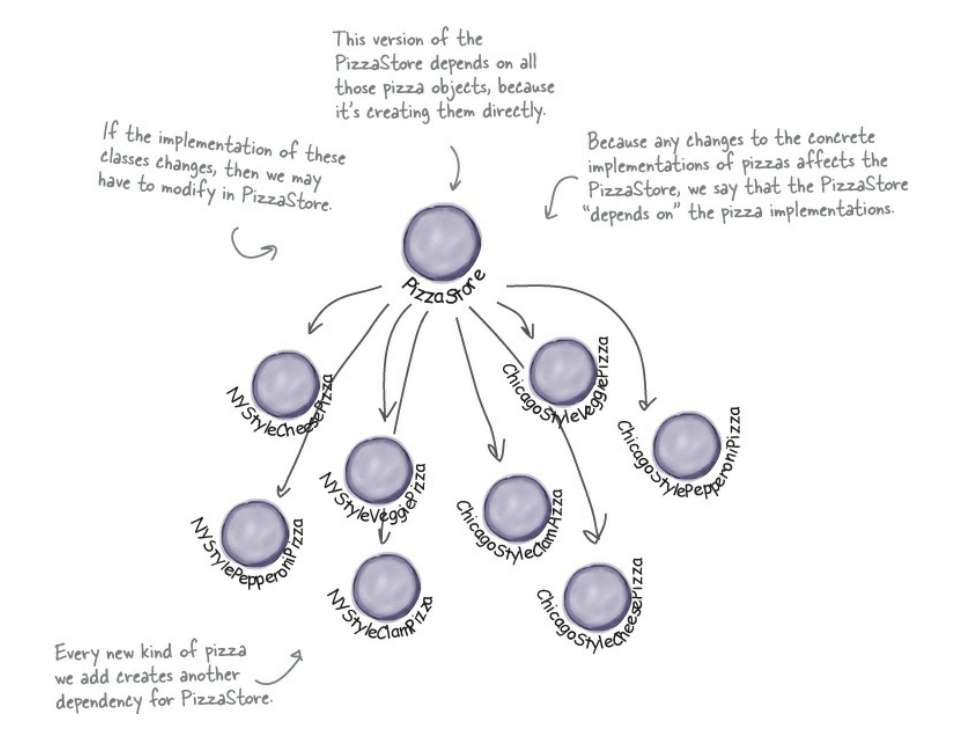 This version of the
PizzaStore depends on all
those pizza objects, because
it's creating them directly.
If the implementation of these
classes changes, then we may
have to modify in PizzaStore.
Because any changes to the concrete
implementations of pizzas affects the
PizzaStore, we say that the PizzaStore
“depends on” the pizza implementations.
PizzaStore
NYStyleCheesePizza
ChicagoStyleVeggiePizza
ChicagoStylePepperoniPizza
NYStyleVeggiePizza
ChicagoStyleClamPizza
NYStylePepperoniPizza
NYStyleClamPizza
ChicagoStyleCheesePizza
Every new kind of pizza
we add creates another
dependency for PizzaStore.